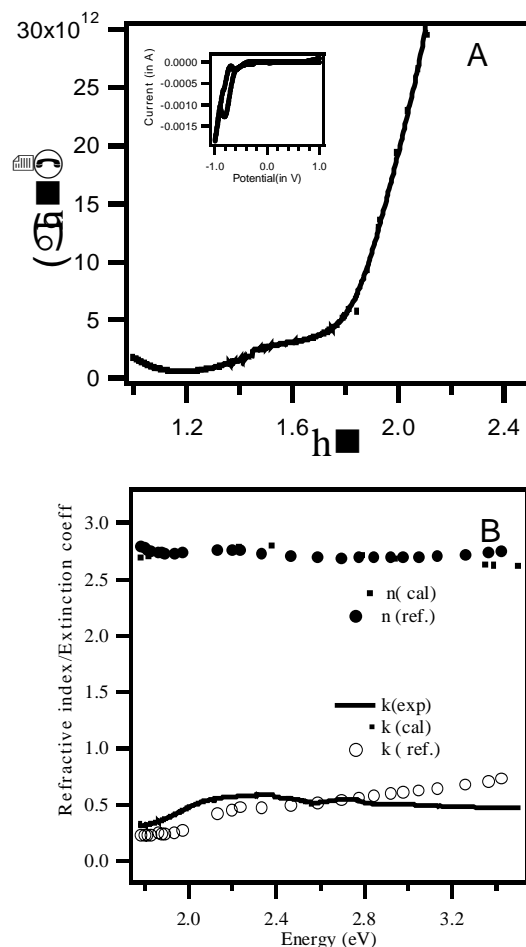 30x10¹²
A
0.0000
-0.0005
-0.0010
-0.0015
Current (in A)
-1.0 0.0 1.0
Potential(in V)
20
15
10
5
0
1.2 1.6 2.0 2.4
h■
B
Refractive index/Extinction coeff
3.0
2.5
2.0
1.5
1.0
0.5
0.0
n( cal)
n (ref.)
k(exp)
k (cal)
k ( ref.)
2.0 2.4 2.8 3.2
Energy (eV)